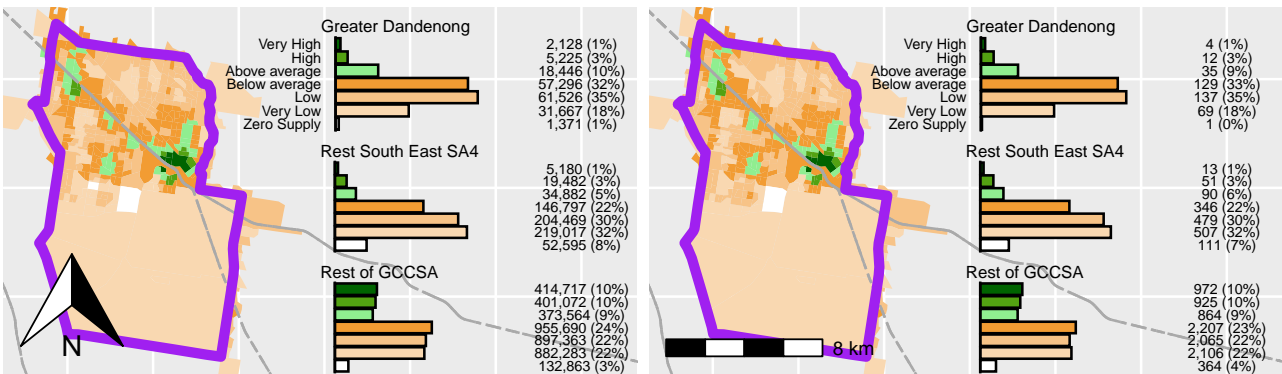 Greater Dandenong
Very High 2,128 (1%)
High 5,225 (3%)
Above average 18,446 (10%)
Below average 57,296 (32%)
Low 61,526 (35%)
Very Low 31,667 (18%)
Zero Supply 1,371 (1%)
Rest South East SA4
5,180 (1%)
19,482 (3%)
34,882 (5%)
146,797 (22%)
204,469 (30%)
219,017 (32%)
52,595 (8%)
Rest of GCCSA
414,717 (10%)
401,072 (10%)
373,564 (9%)
955,690 (24%)
897,363 (22%)
882,283 (22%)
132,863 (3%)
N
Greater Dandenong
Very High 4 (1%)
High 12 (3%)
Above average 35 (9%)
Below average 129 (33%)
Low 137 (35%)
Very Low 69 (18%)
Zero Supply 1 (0%)
Rest South East SA4
13 (1%)
51 (3%)
90 (6%)
346 (22%)
479 (30%)
507 (32%)
111 (7%)
Rest of GCCSA
972 (10%)
925 (10%)
864 (9%)
2,207 (23%)
2,065 (22%)
2,106 (22%)
364 (4%)
8 km